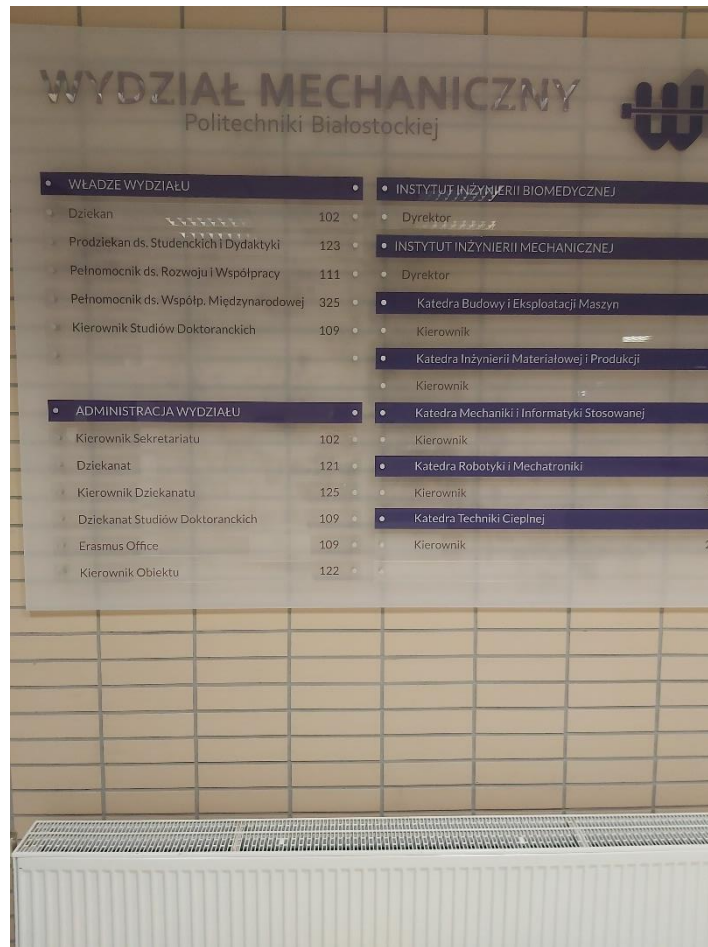 WYDZIAŁ MECHANICZNY
Politechniki Białostockiej
WŁADZE WYDZIAŁU
Dziekan 102
Prodziekan ds. Studenckich i Dydaktyki 123
Pełnomocnik ds. Rozwoju i Współpracy 111
Pełnomocnik ds. Współp. Międzynarodowej 325
Kierownik Studiów Doktoranckich 109
ADMINISTRACJA WYDZIAŁU
Kierownik Sekretariatu 102
Dziekanat 121
Kierownik Dziekanatu 125
Dziekanat Studiów Doktoranckich 109
Erasmus Office 109
Kierownik Obiektu 122
INSTYTUT INŻYNIERII BIOMEDYCZNEJ
Dyrektor
INSTYTUT INŻYNIERII MECHANICZNEJ
Dyrektor
Katedra Budowy i Eksploatacji Maszyn
Kierownik
Katedra Inżynierii Materiałowej i Produkcji
Kierownik
Katedra Mechaniki i Informatyki Stosowanej
Kierownik
Katedra Robotyki i Mechatroniki
Kierownik
Katedra Techniki Cieplnej
Kierownik